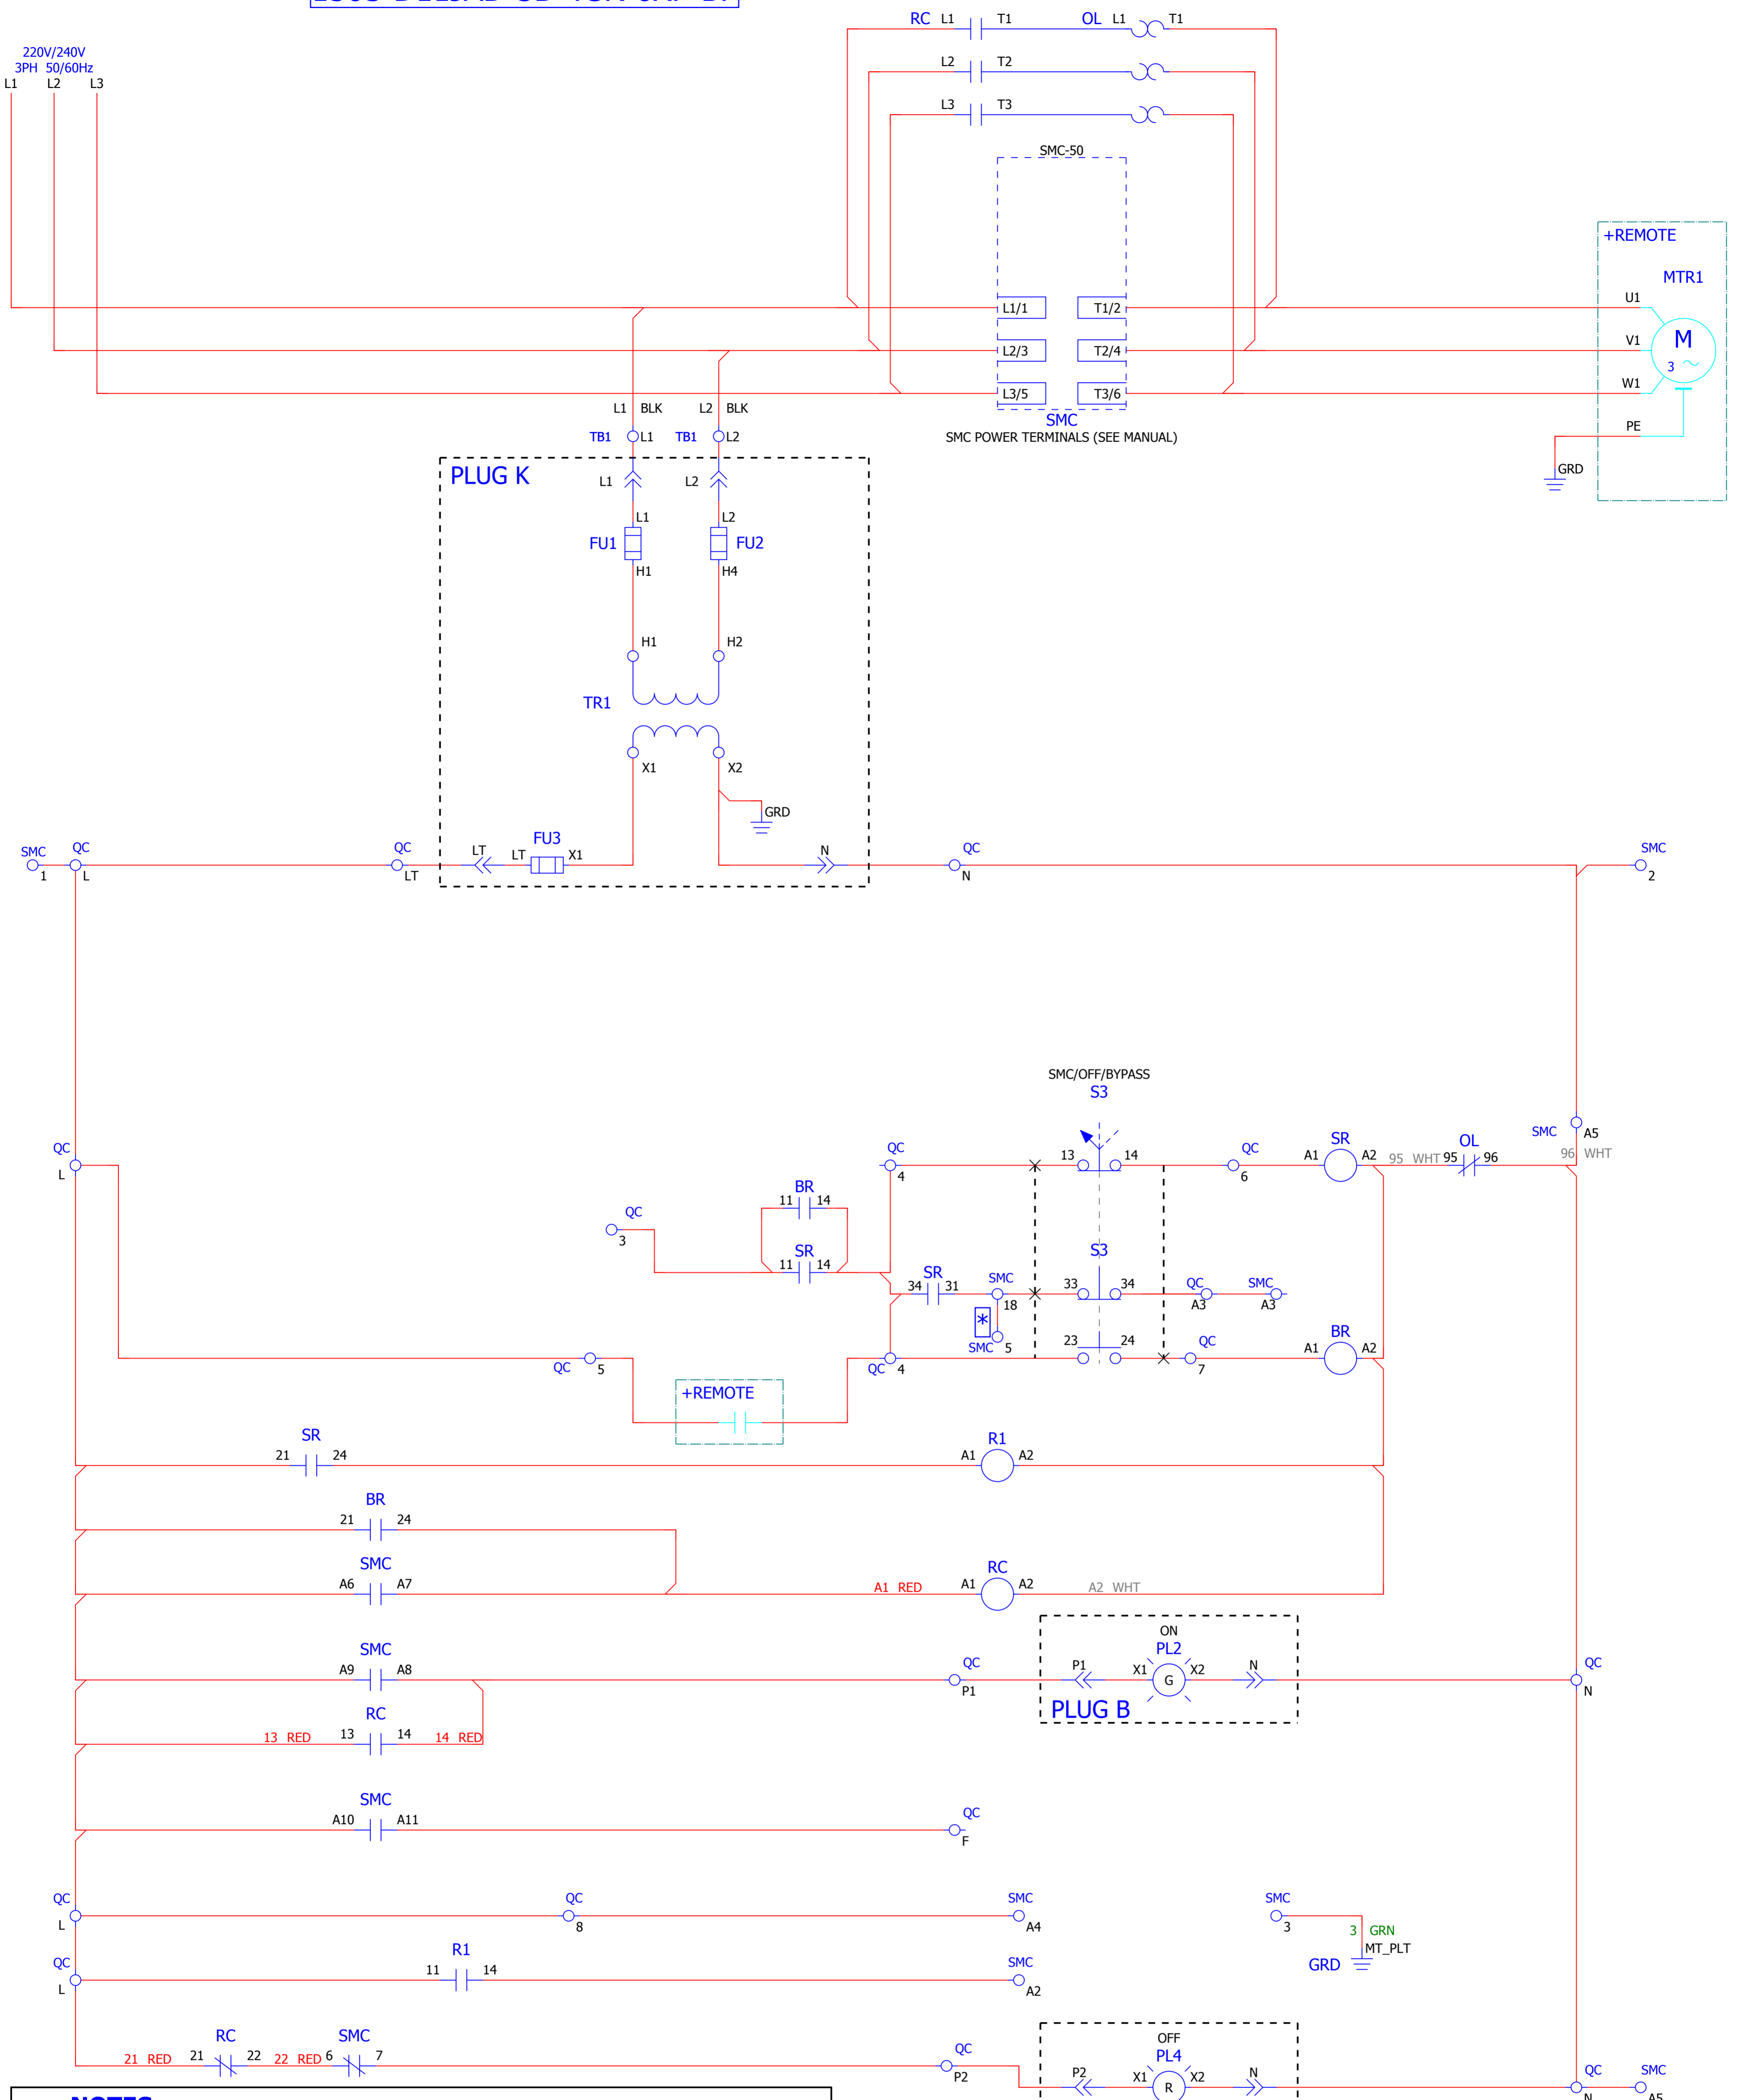 RC L1 T1 OL L1 T1
220V/240V
3PH 50/60Hz
L1 L2 L3
L2 T2
L3 T3
SMC-50
+REMOTE
MTR1
L1/1 T1/2 U1
L2/3 T2/4 V1 M
3
L3/5 T3/6 W1
L1 BLK L2 BLK
SMC
SMC POWER TERMINALS (SEE MANUAL)
PE
TB1 L1 TB1 L2
PLUG K L1 L2
GRD
L1 L2
FU1 FU2
H1 H4
H1 H2
TR1
X1 X2
GRD
FU3
SMC QC QC LT LT X1 N QC SMC
1 L LT N 2
SMC/OFF/BYPASS
S3
SMC A5
QC QC 13 14 QC SR OL
L 4 6 A1 A2 95 WHT 95 96 96 WHT
BR
11 14
QC
3
SR S3
11 14
SR SMC 33 34 QC SMC
34 31 18 A3 A3
*
SMC 5
23 24 QC BR
QC 5 QC 4 7 A1 A2
+REMOTE
SR R1
21 24 A1 A2
BR
21 24
SMC RC
A6 A7 A1 RED A1 A2 A2 WHT
ON
SMC QC PL2 QC
A9 A8 P1 P1 X1 G X2 N N
PLUG B
RC
13 RED 13 14 14 RED
SMC QC
A10 A11 F
QC QC SMC SMC
L 8 A4 3
3 GRN
MT_PLT
GRD
QC R1 SMC
L 11 14 A2
OFF
RC SMC QC PL4 QC SMC
21 RED 21 22 22 RED 6 7 P2 P2 X1 R X2 N N A5